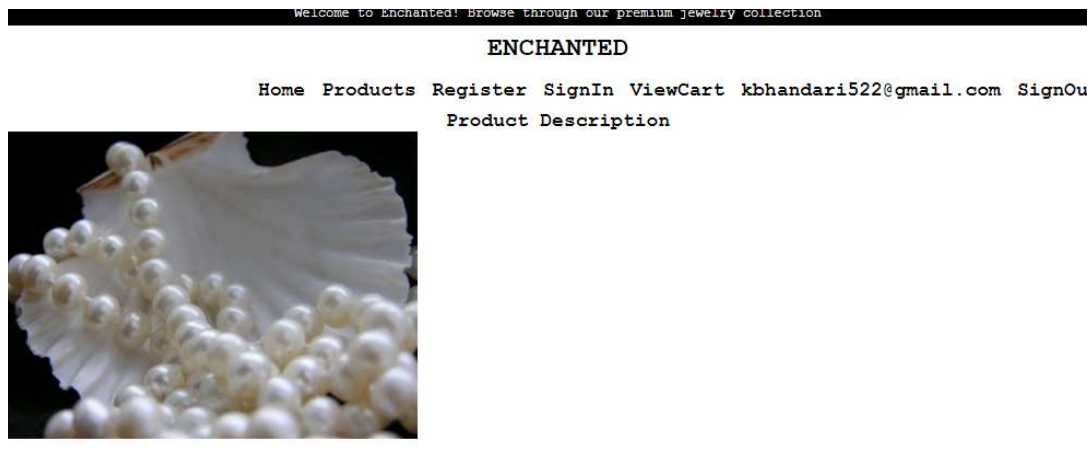 Welcome to Enchanted! Browse through our premium jewelry collection
ENCHANTED
Home Products Register SignIn ViewCart kbhandari522@gmail.com SignOu
Product Description